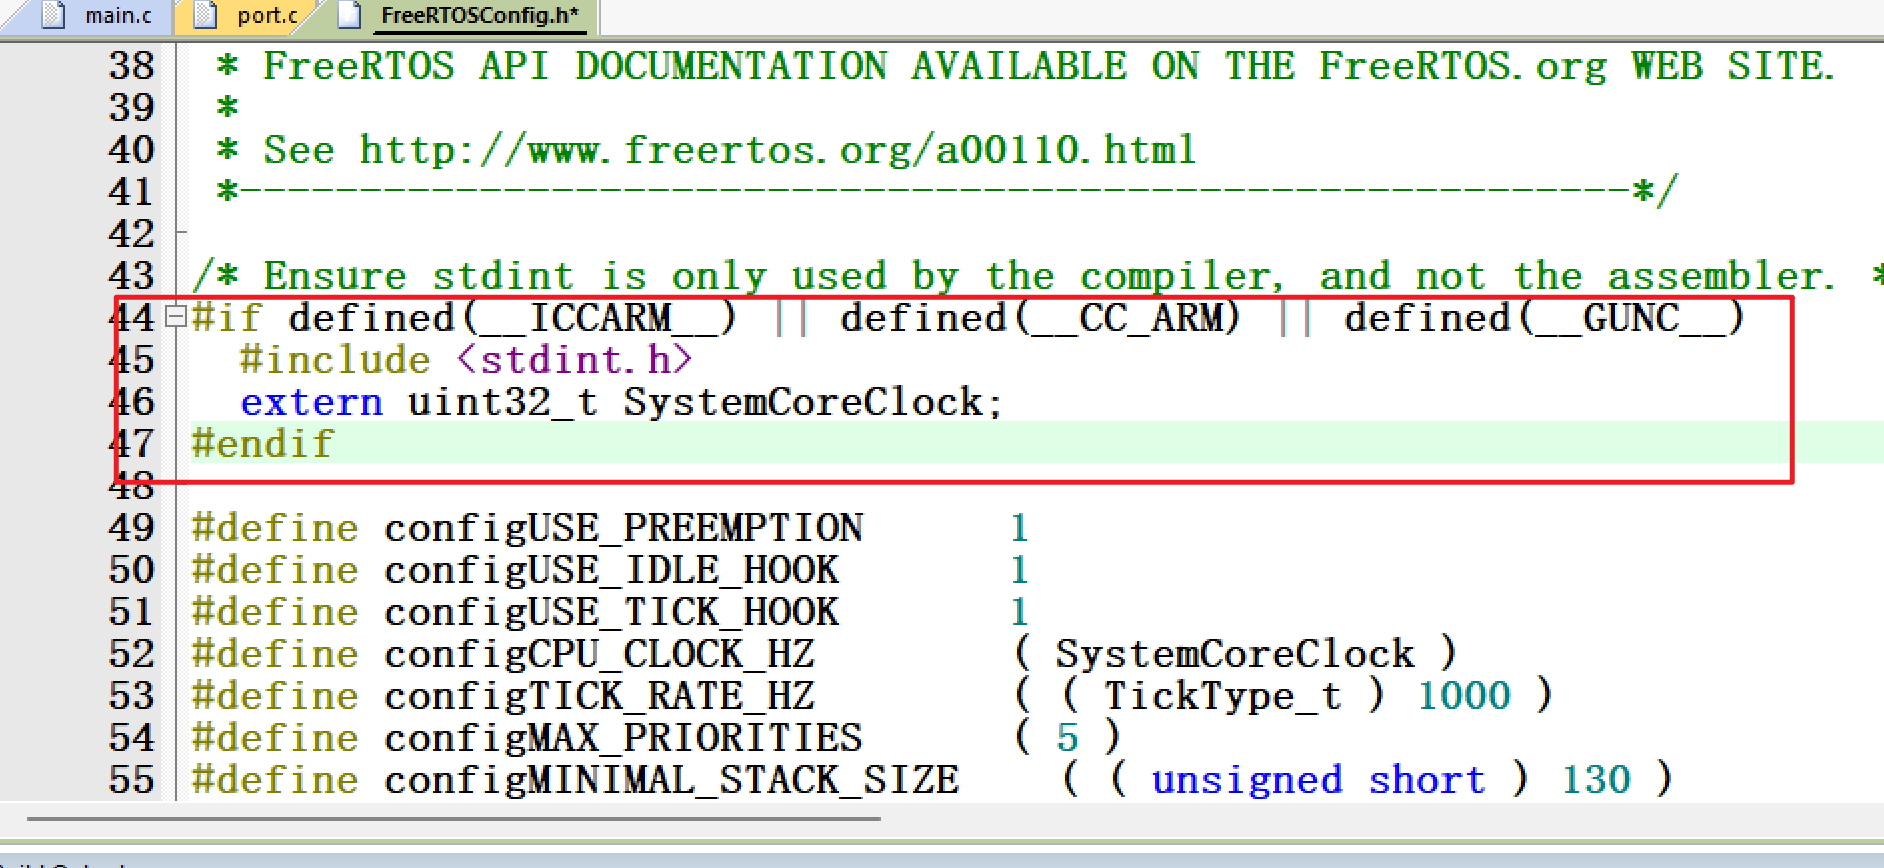 main.c port.c FreeRTOSConfig.h*
38 * FreeRTOS API DOCUMENTATION AVAILABLE ON THE FreeRTOS.org WEB SITE.
39 *
40 * See http://www.freertos.org/a00110.html
41 *----------------------------------------------------------*/
42
43 /* Ensure stdint is only used by the compiler, and not the assembler. *
44 #if defined(__ICCARM__) || defined(__CC_ARM) || defined(__GUNC__)
45 #include <stdint.h>
46 extern uint32_t SystemCoreClock;
47 #endif
48
49 #define configUSE_PREEMPTION 1
50 #define configUSE_IDLE_HOOK 1
51 #define configUSE_TICK_HOOK 1
52 #define configCPU_CLOCK_HZ ( SystemCoreClock )
53 #define configTICK_RATE_HZ ( ( TickType_t ) 1000 )
54 #define configMAX_PRIORITIES ( 5 )
55 #define configMINIMAL_STACK_SIZE ( ( unsigned short ) 130 )